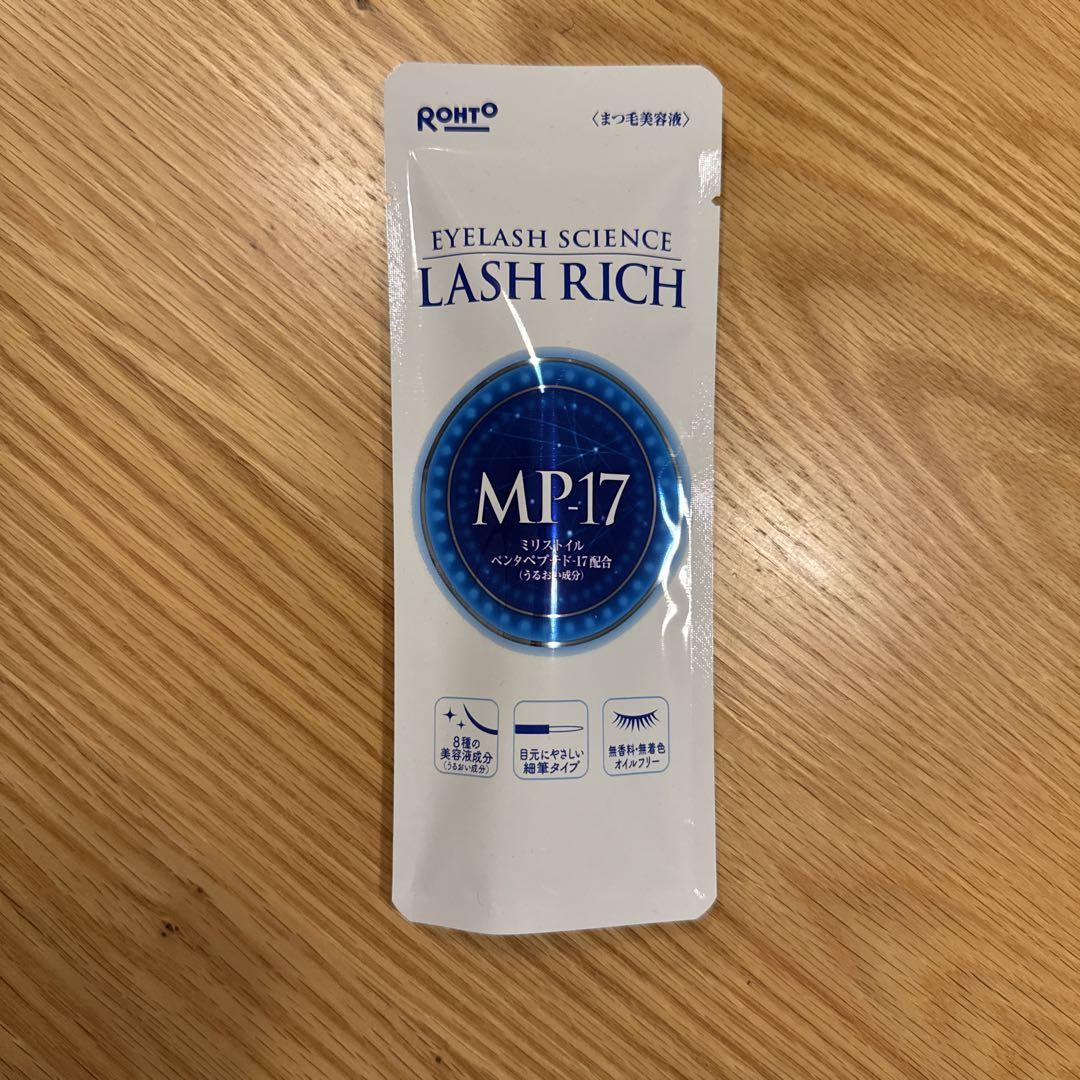 ROHTO
〈まつ毛美容液〉
EYELASH SCIENCE
LASH RICH
MP-17
ミリストイル
ペンタペプチド-17配合
(うるおい成分)
8種の
美容液成分
(うるおい成分)
目元にやさしい
細筆タイプ
無香料・無着色
オイルフリー